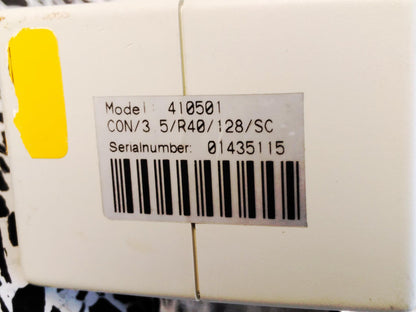 Model: 410501
CON/3.5/R40/128/SC
Serialnumber: 01435115